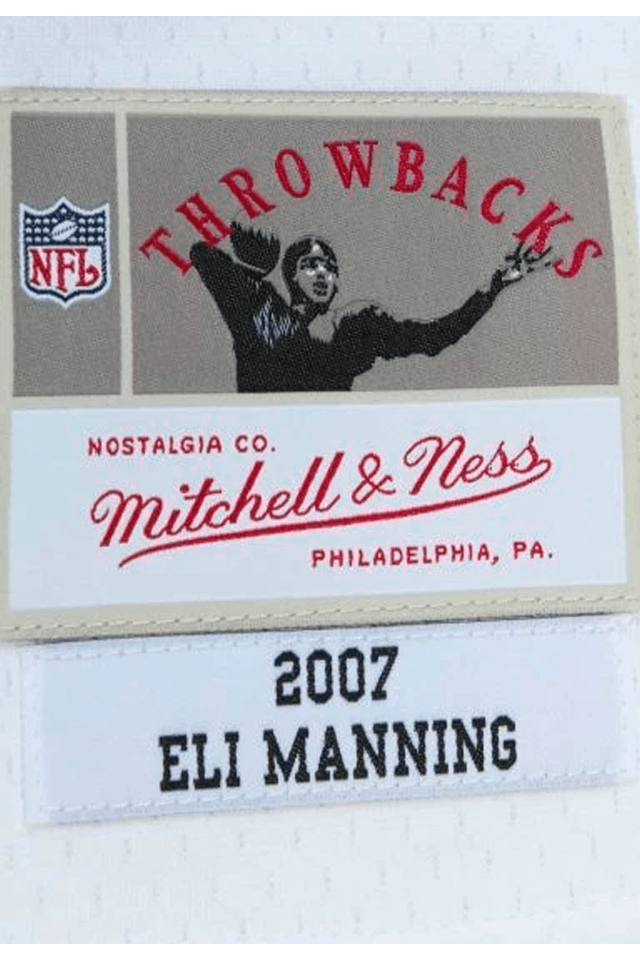 THROWBACKS
NFL
NOSTALGIA CO.
Mitchell & Ness
PHILADELPHIA, PA.
2007
ELI MANNING